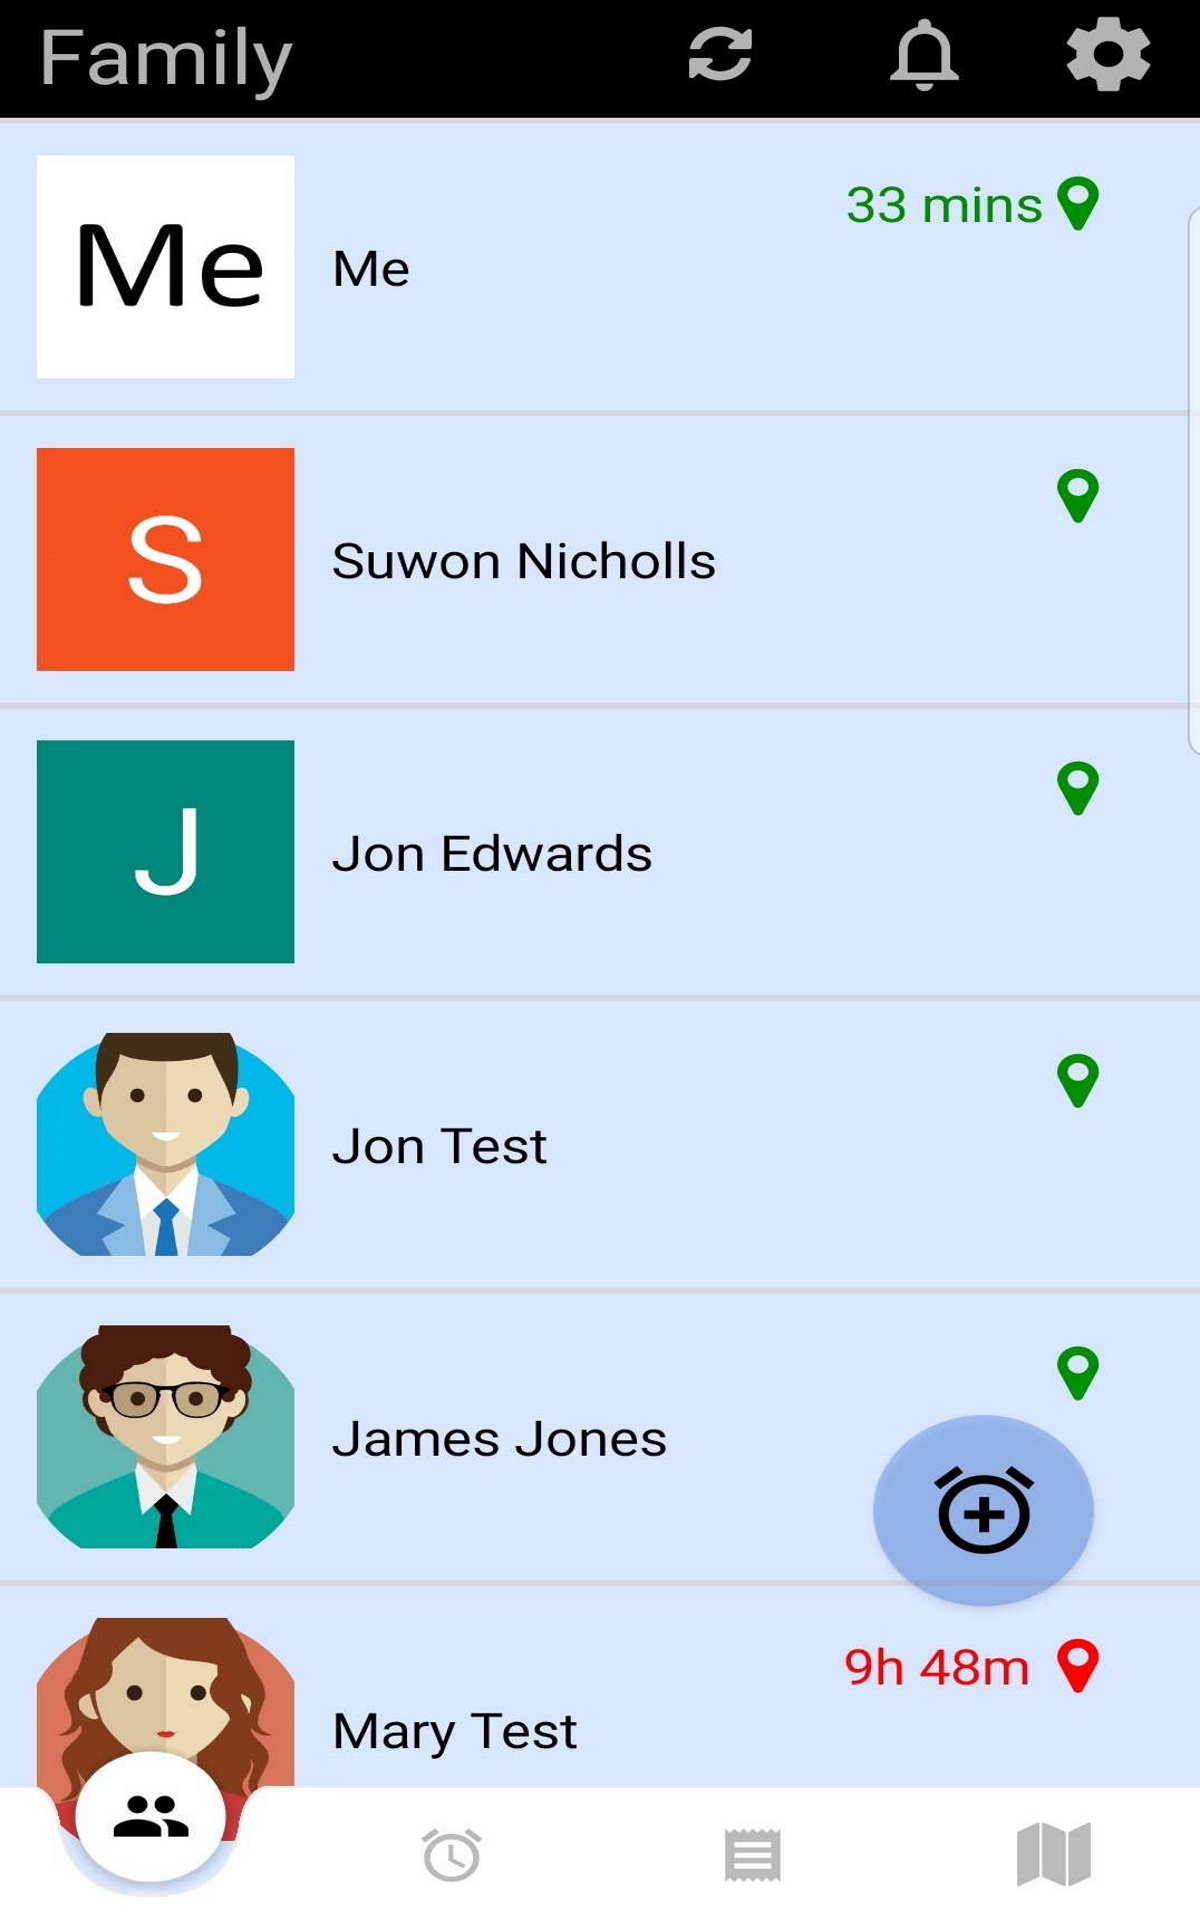 Family
Me
33 mins
Me
S
Suwon Nicholls
J
Jon Edwards
Jon Test
James Jones
9h 48m
Mary Test